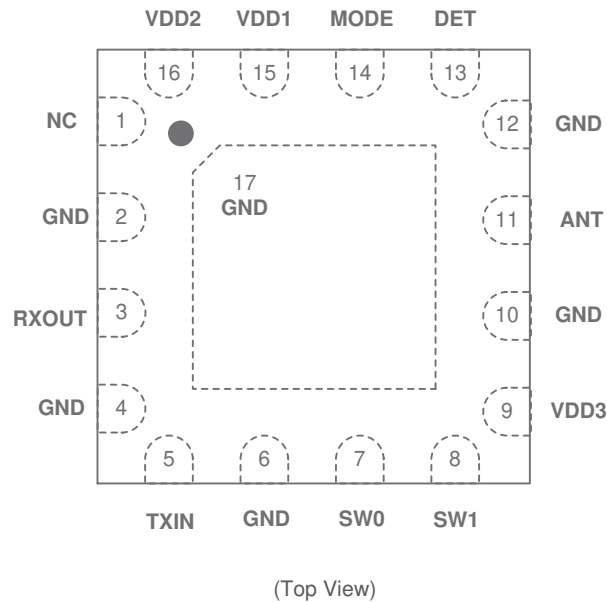 VDD2 VDD1 MODE DET
16 15 14 13
NC 1 12 GND
17
GND
GND 2 11 ANT
RXOUT 3 10 GND
GND 4 9 VDD3
5 6 7 8
TXIN GND SW0 SW1
(Top View)